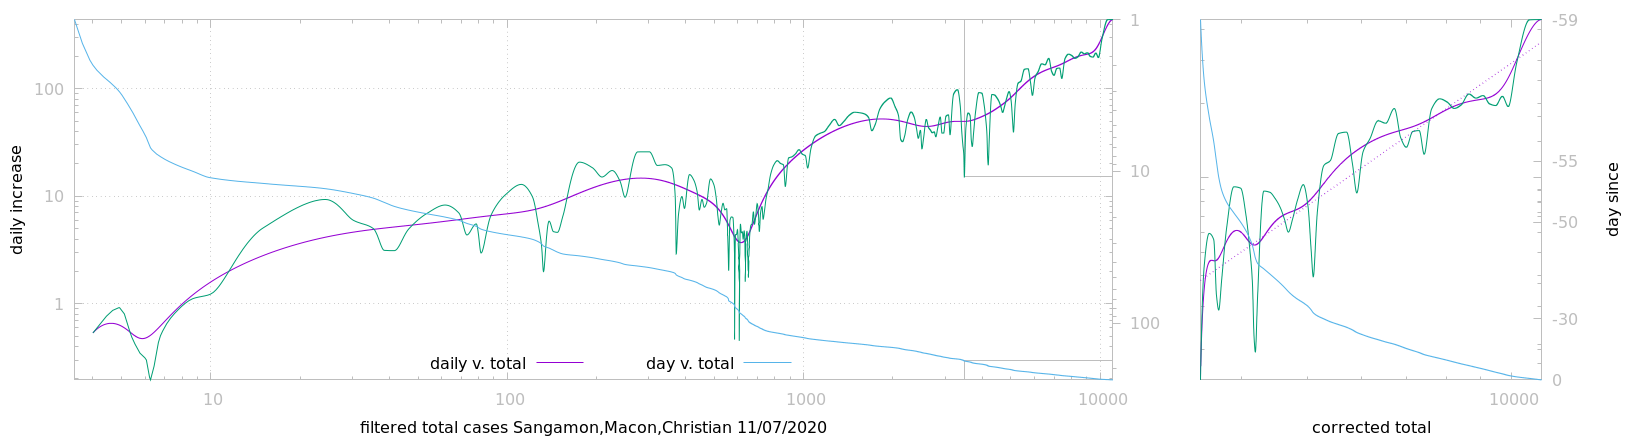 1
-59
100
daily increase
10
1
10
100
-55
-50
-30
0
day since
daily v. total
day v. total
10
100
1000
10000
10000
filtered total cases Sangamon,Macon,Christian 11/07/2020
corrected total